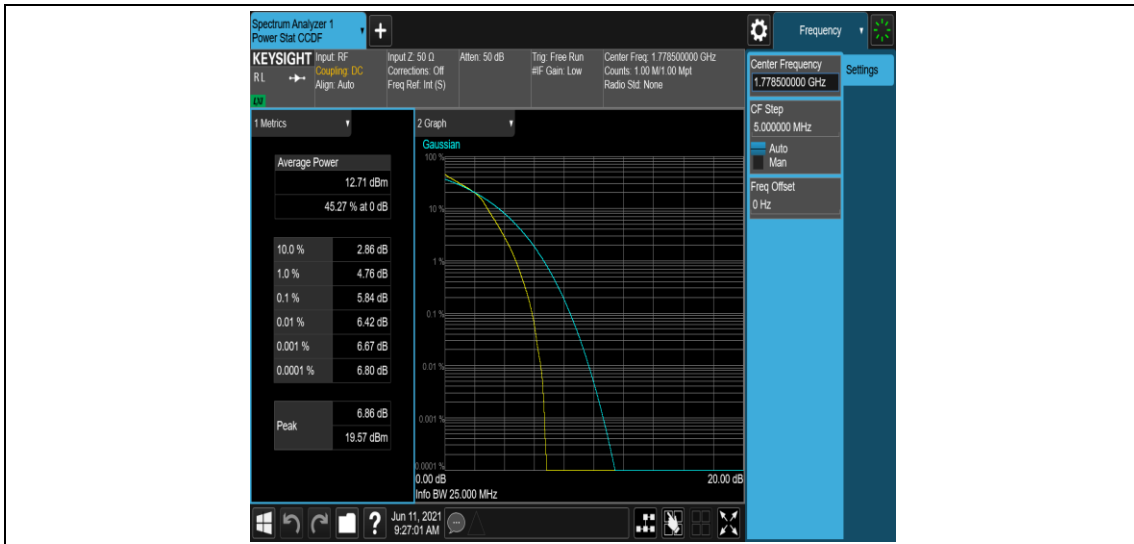 Spectrum Analyzer 1
Power Stat CCDF
Frequency
KEYSIGHT
Input: RF
Coupling: DC
Align: Auto
Input Z: 50 Ω
Corrections: Off
Freq Ref: Int (S)
Atten: 50 dB
Trig: Free Run
#IF Gain: Low
Center Freq: 1.778500000 GHz
Counts: 1.00 M/1.00 Mpt
Radio Std: None
R L
LXI
Center Frequency
1.778500000 GHz
Settings
CF Step
5.000000 MHz
Auto
Man
Freq Offset
0 Hz
1 Metrics
Average Power
12.71 dBm
45.27 % at 0 dB
10.0 % 2.86 dB
1.0 % 4.76 dB
0.1 % 5.84 dB
0.01 % 6.42 dB
0.001 % 6.67 dB
0.0001 % 6.80 dB
Peak
6.86 dB
19.57 dBm
2 Graph
Gaussian
100 %
10 %
1 %
0.1 %
0.01 %
0.001 %
0.0001 %
0.00 dB
20.00 dB
Info BW 25.000 MHz
?
Jun 11, 2021
9:27:01 AM